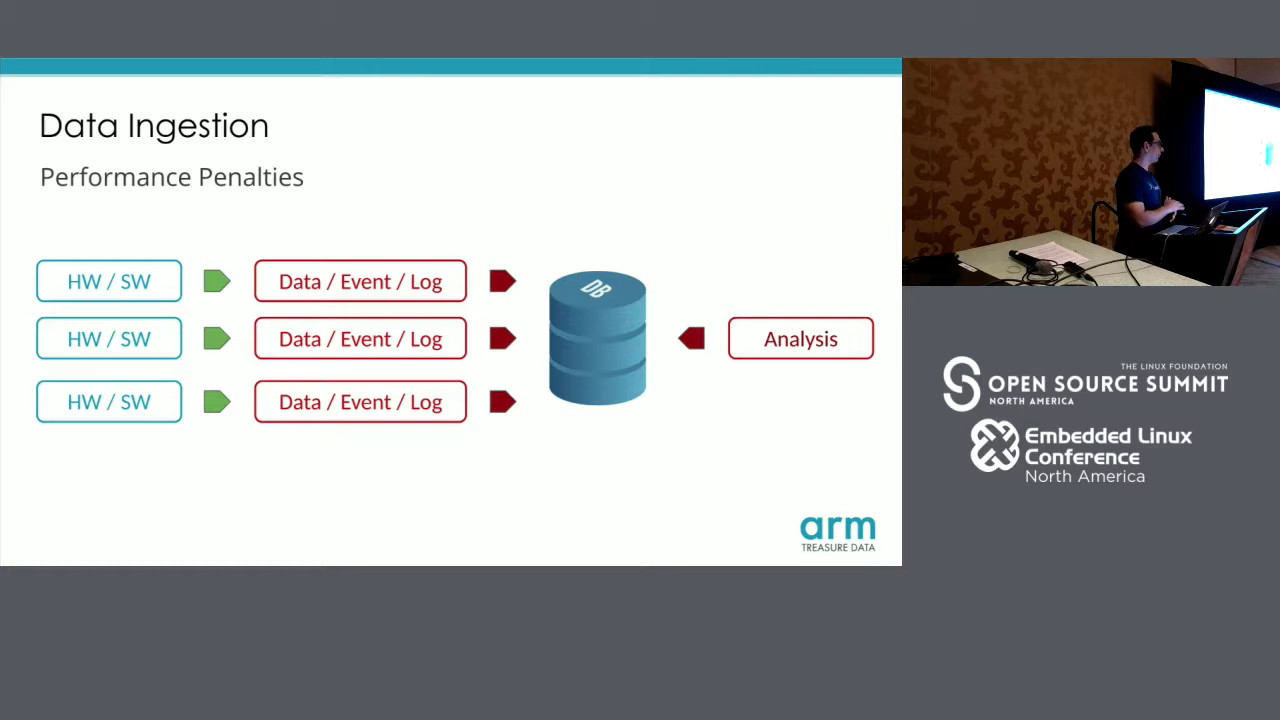 Data Ingestion
Performance Penalties
HW / SW
Data / Event / Log
DB
HW / SW
Data / Event / Log
Analysis
HW / SW
Data / Event / Log
arm
TREASURE DATA
THE LINUX FOUNDATION
OPEN SOURCE SUMMIT
NORTH AMERICA
Embedded Linux
Conference
North America